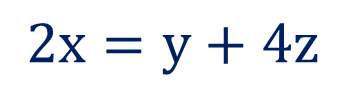 2x = y + 4z